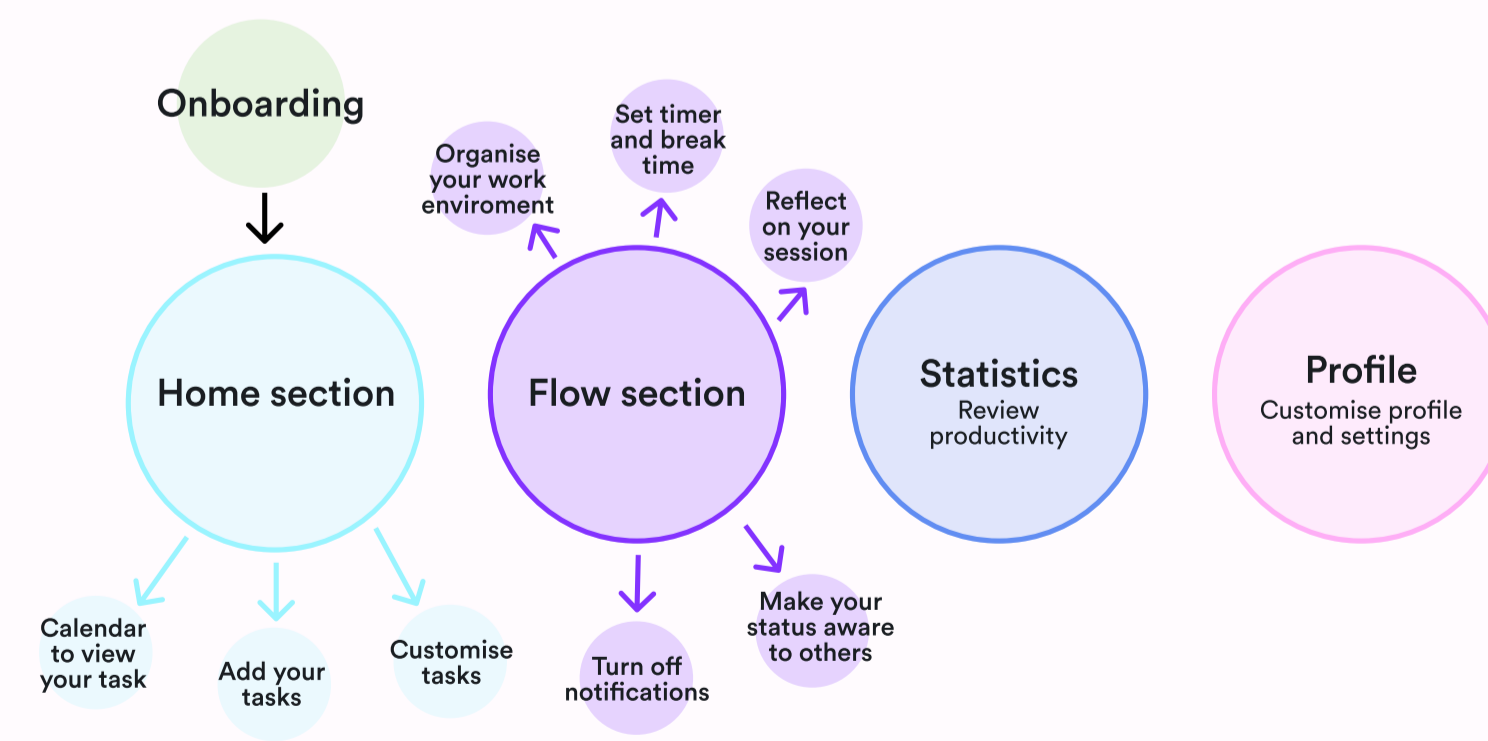 Onboarding
Organise
your work
enviroment
Set timer
and break
time
Reflect
on your
session
Home section
Flow section
Statistics
Review
productivity
Profile
Customise profile
and settings
Calendar
to view
your task
Add your
tasks
Customise
tasks
Turn off
notifications
Make your
status aware
to others